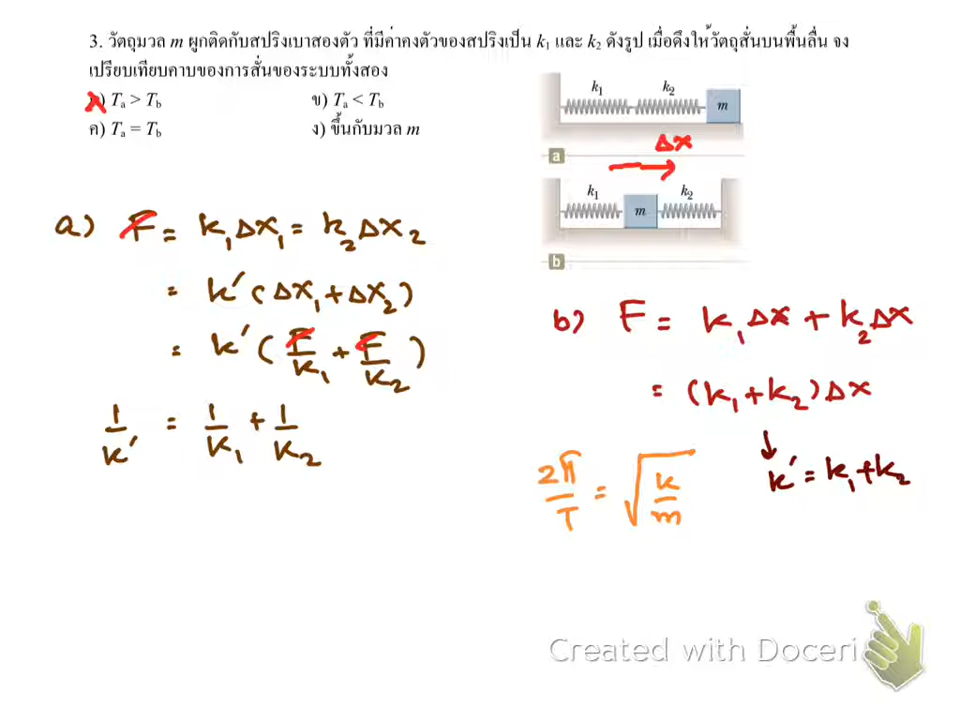 3. วัตถุมวล m ผูกติดกับสปริงเบาสองตัว ที่มีค่าคงตัวของสปริงเป็น k₁ และ k₂ ดังรูป เมื่อดึงให้วัตถุสั่นบนพื้นลื่น จง
เปรียบเทียบคาบของการสั่นของระบบทั้งสอง
) Tₐ > T_b
ข) Tₐ < T_b
ค) Tₐ = T_b
ง) ขึ้นกับมวล m
k₁ k₂
m
Δx
a
k₁ k₂
m
b
a) F = k₁Δx₁ = k₂Δx₂
= k′(Δx₁+Δx₂)
= k′(F/k₁ + F/k₂)
1/k′ = 1/k₁ + 1/k₂
b) F = k₁Δx + k₂Δx
= (k₁+k₂)Δx
↓
k′ = k₁+k₂
2π/T = √(k/m)
Created with Doceri